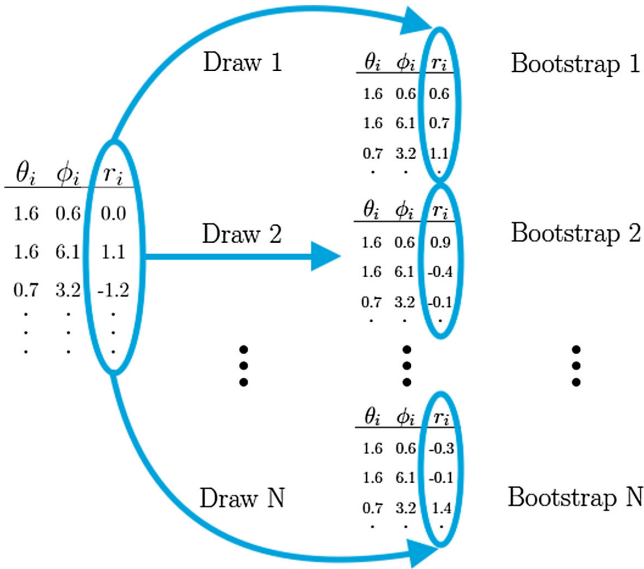 Draw 1
θi ϕi ri
1.6 0.6 0.6
1.6 6.1 0.7
0.7 3.2 1.1
. . .
Bootstrap 1
θi ϕi ri
1.6 0.6 0.0
1.6 6.1 1.1
0.7 3.2 -1.2
. . .
. . .
. . .
Draw 2
θi ϕi ri
1.6 0.6 0.9
1.6 6.1 -0.4
0.7 3.2 -0.1
. . .
Bootstrap 2
Draw N
θi ϕi ri
1.6 0.6 -0.3
1.6 6.1 -0.1
0.7 3.2 1.4
. . .
Bootstrap N